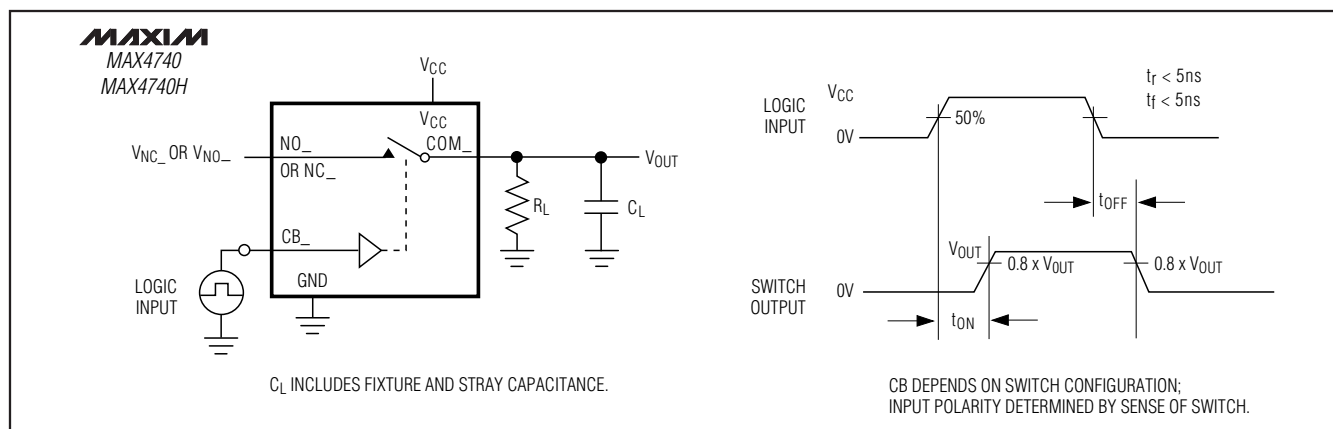 MAXIM
MAX4740
MAX4740H
VCC
VCC
NO_
COM_
VNC_ OR VNO_
OR NC_
VOUT
RL
CL
CB_
GND
LOGIC
INPUT
CL INCLUDES FIXTURE AND STRAY CAPACITANCE.
LOGIC
INPUT
VCC
0V
50%
tr < 5ns
tf < 5ns
tOFF
SWITCH
OUTPUT
VOUT
0V
0.8 x VOUT
0.8 x VOUT
tON
CB DEPENDS ON SWITCH CONFIGURATION;
INPUT POLARITY DETERMINED BY SENSE OF SWITCH.